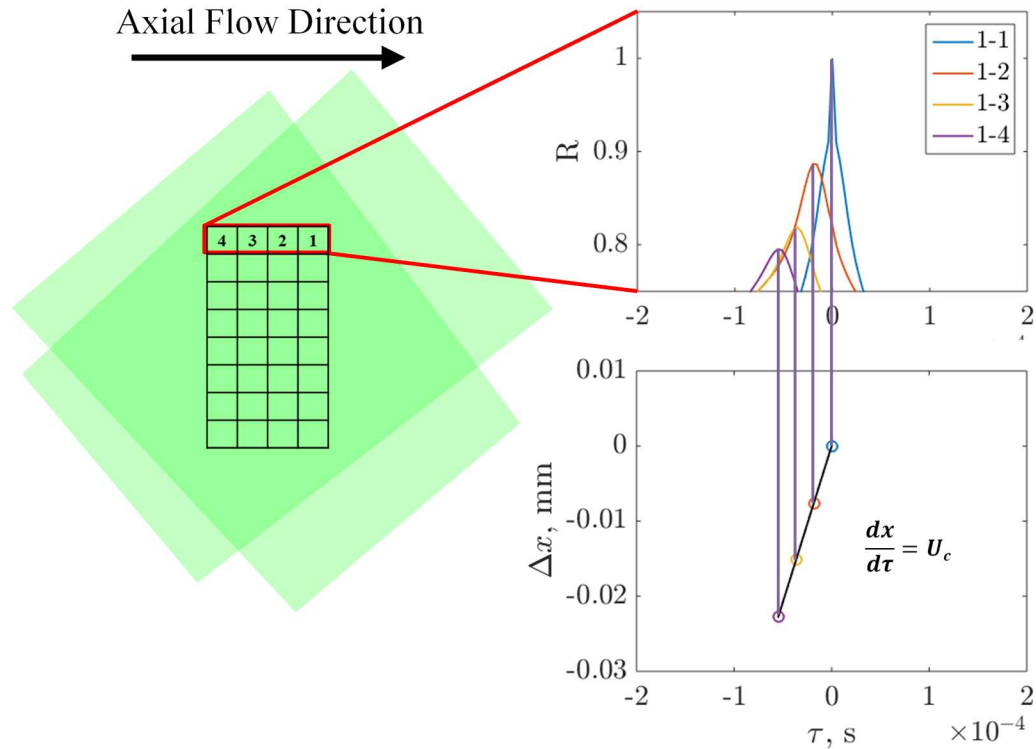 Axial Flow Direction
4 3 2 1
R
1
0.9
0.8
-2 -1 0 1 2
1-1
1-2
1-3
1-4
Δx, mm
0.01
0
-0.01
-0.02
-0.03
dx
dτ = U_c
-2 -1 0 1 2
τ, s
×10⁻⁴